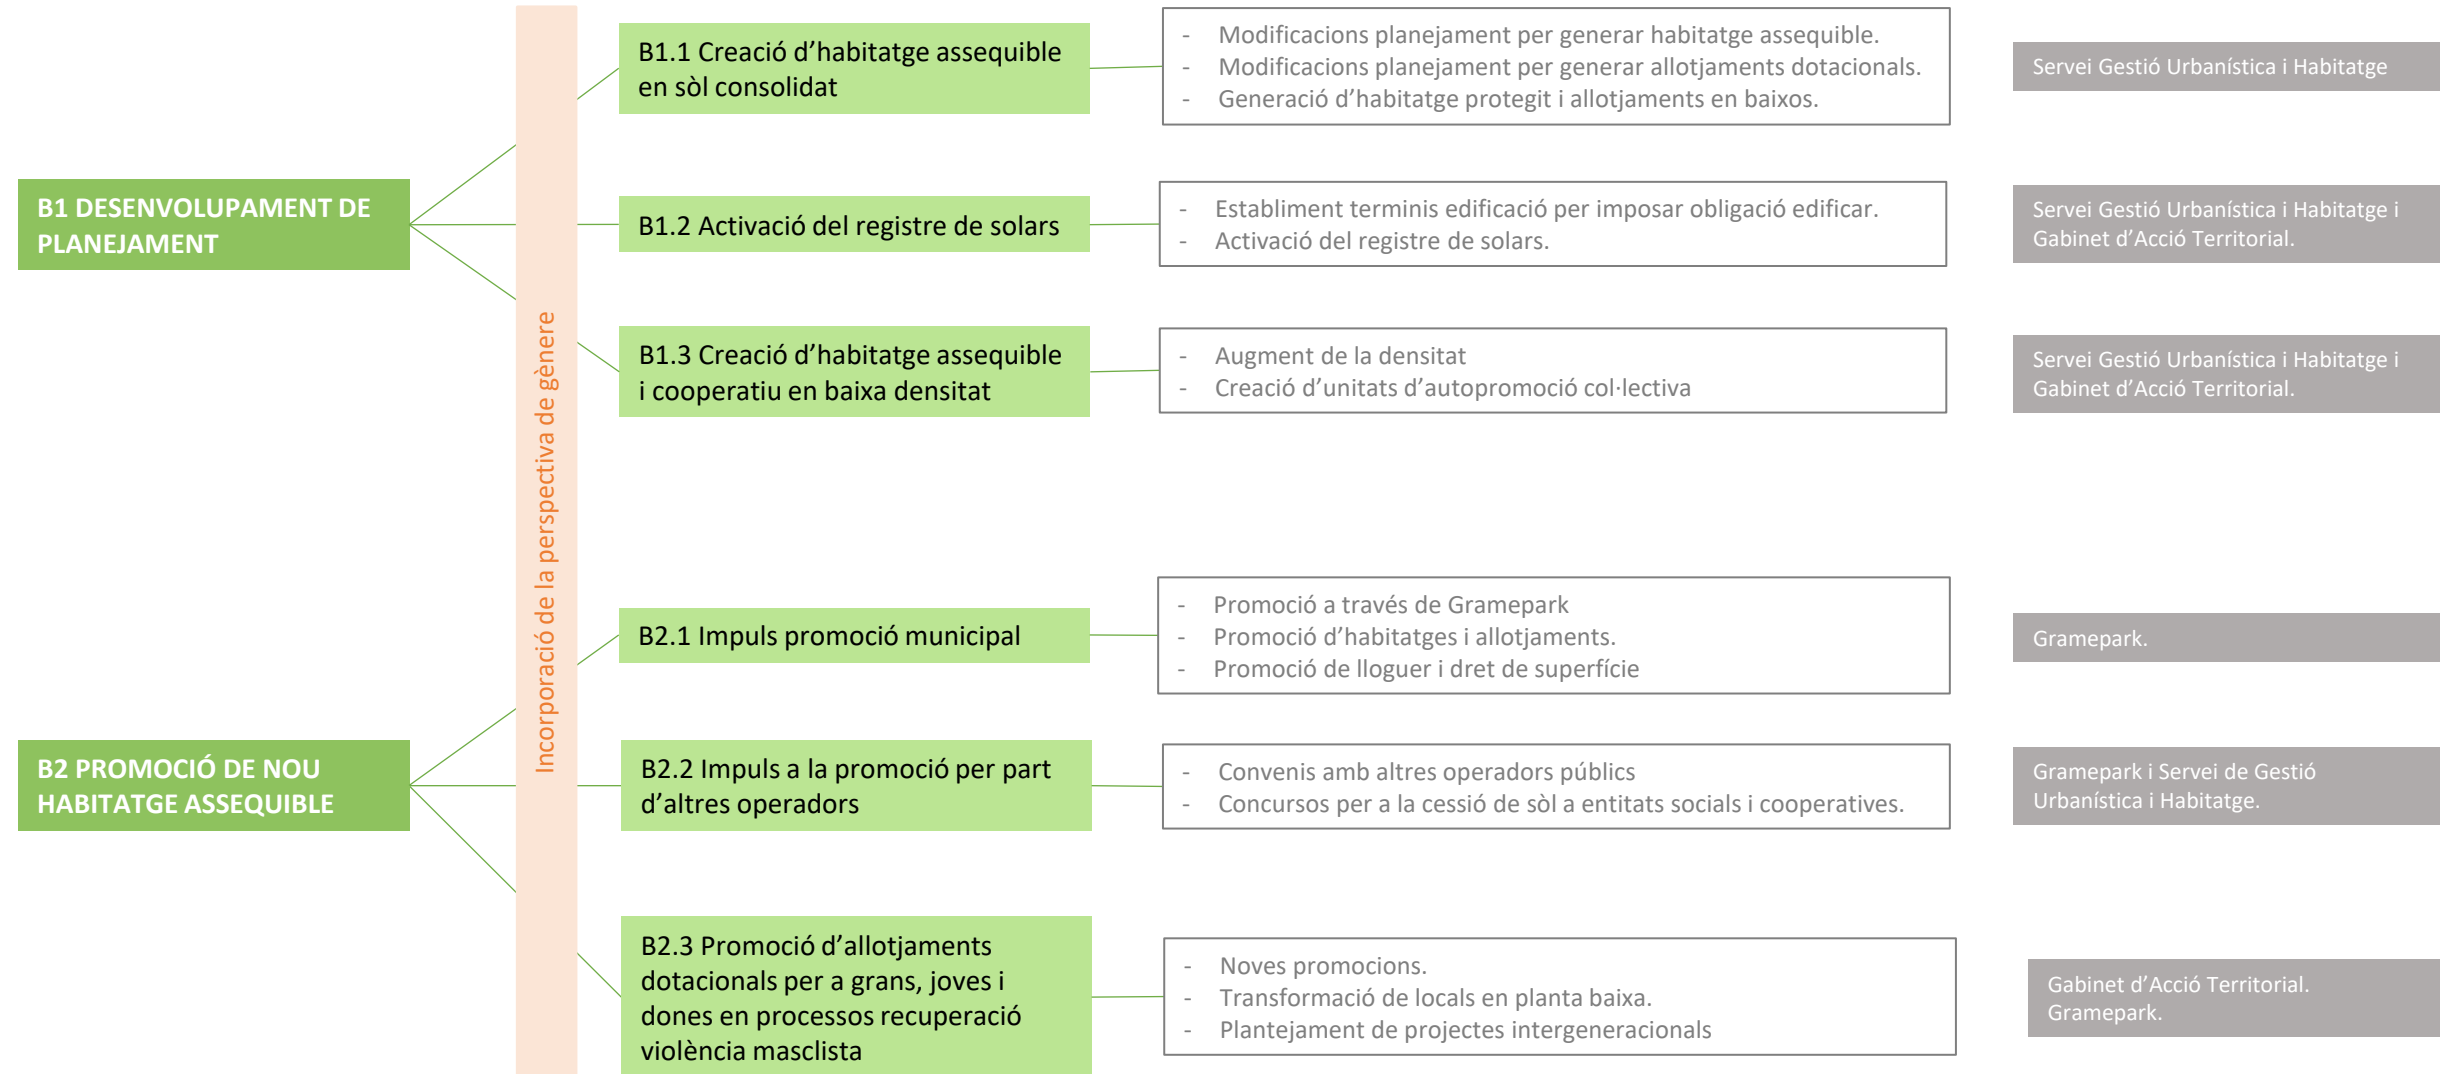 B1 DESENVOLUPAMENT DE
PLANEJAMENT
Incorporació de la perspectiva de gènere
B1.1 Creació d’habitatge assequible
en sòl consolidat
- Modificacions planejament per generar habitatge assequible.
- Modificacions planejament per generar allotjaments dotacionals.
- Generació d’habitatge protegit i allotjaments en baixos.
Servei Gestió Urbanística i Habitatge
B1.2 Activació del registre de solars
- Establiment terminis edificació per imposar obligació edificar.
- Activació del registre de solars.
Servei Gestió Urbanística i Habitatge i
Gabinet d’Acció Territorial.
B1.3 Creació d’habitatge assequible
i cooperatiu en baixa densitat
- Augment de la densitat
- Creació d’unitats d’autopromoció col·lectiva
Servei Gestió Urbanística i Habitatge i
Gabinet d’Acció Territorial.
B2 PROMOCIÓ DE NOU
HABITATGE ASSEQUIBLE
B2.1 Impuls promoció municipal
- Promoció a través de Gramepark
- Promoció d’habitatges i allotjaments.
- Promoció de lloguer i dret de superfície
Gramepark.
B2.2 Impuls a la promoció per part
d’altres operadors
- Convenis amb altres operadors públics
- Concursos per a la cessió de sòl a entitats socials i cooperatives.
Gramepark i Servei de Gestió
Urbanística i Habitatge.
B2.3 Promoció d’allotjaments
dotacionals per a grans, joves i
dones en processos recuperació
violència masclista
- Noves promocions.
- Transformació de locals en planta baixa.
- Plantejament de projectes intergeneracionals
Gabinet d’Acció Territorial.
Gramepark.